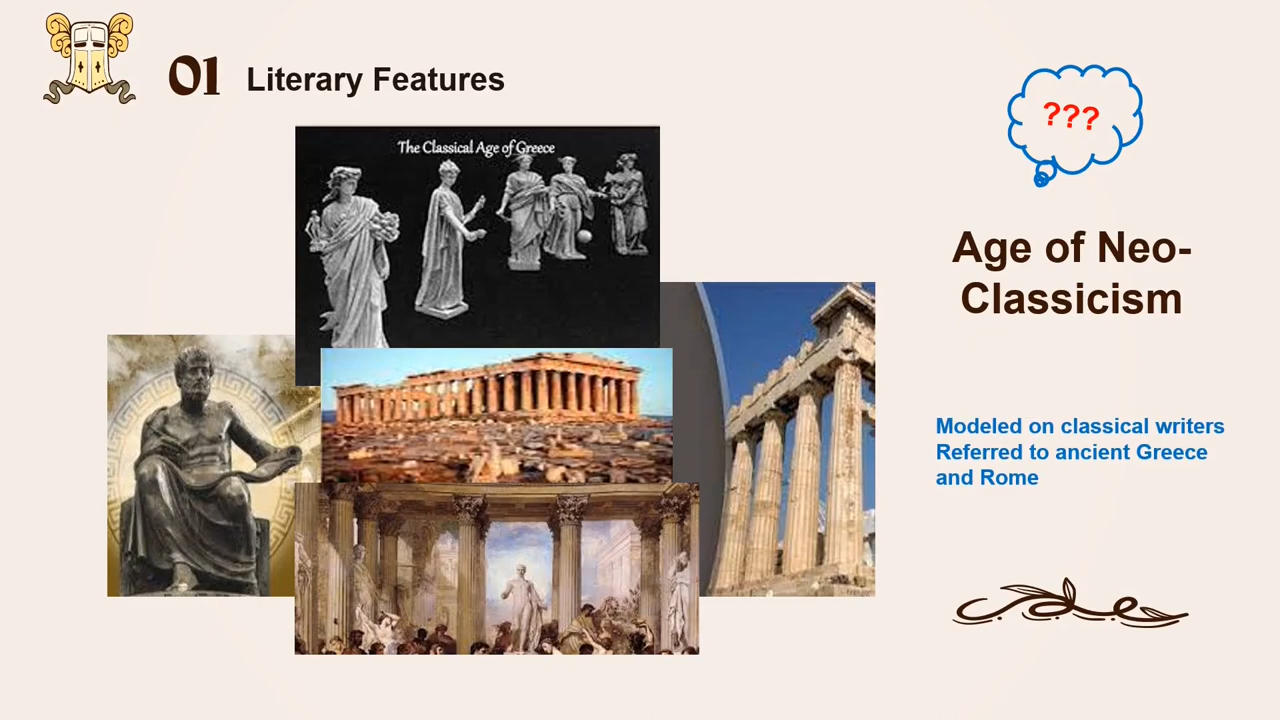 01 Literary Features
The Classical Age of Greece
???
Age of Neo-
Classicism
Modeled on classical writers
Referred to ancient Greece
and Rome